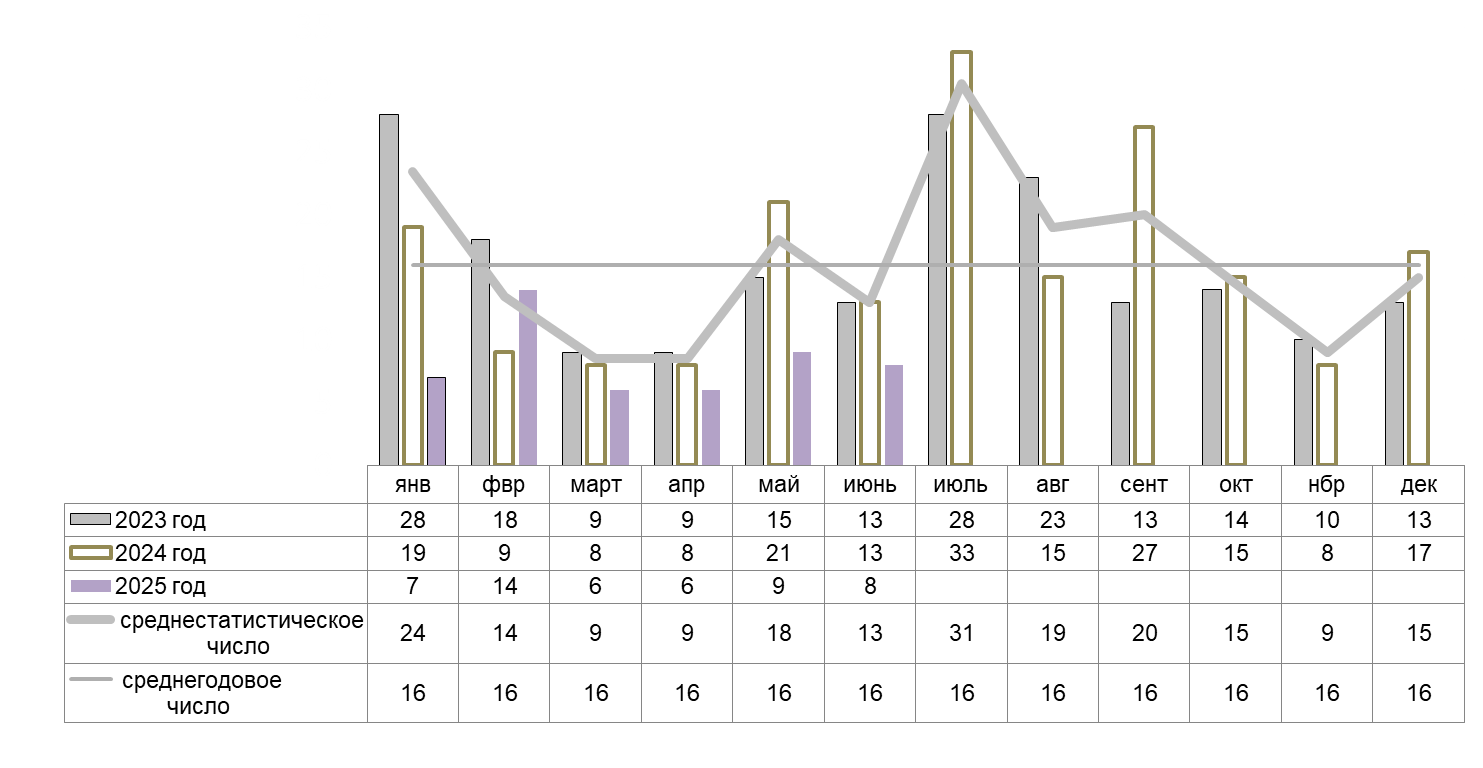 янв фвр март апр май июнь июль авг сент окт нбр дек
2023 год 28 18 9 9 15 13 28 23 13 14 10 13
2024 год 19 9 8 8 21 13 33 15 27 15 8 17
2025 год 7 14 6 6 9 8
среднестатистическое
число 24 14 9 9 18 13 31 19 20 15 9 15
среднегодовое
число 16 16 16 16 16 16 16 16 16 16 16 16